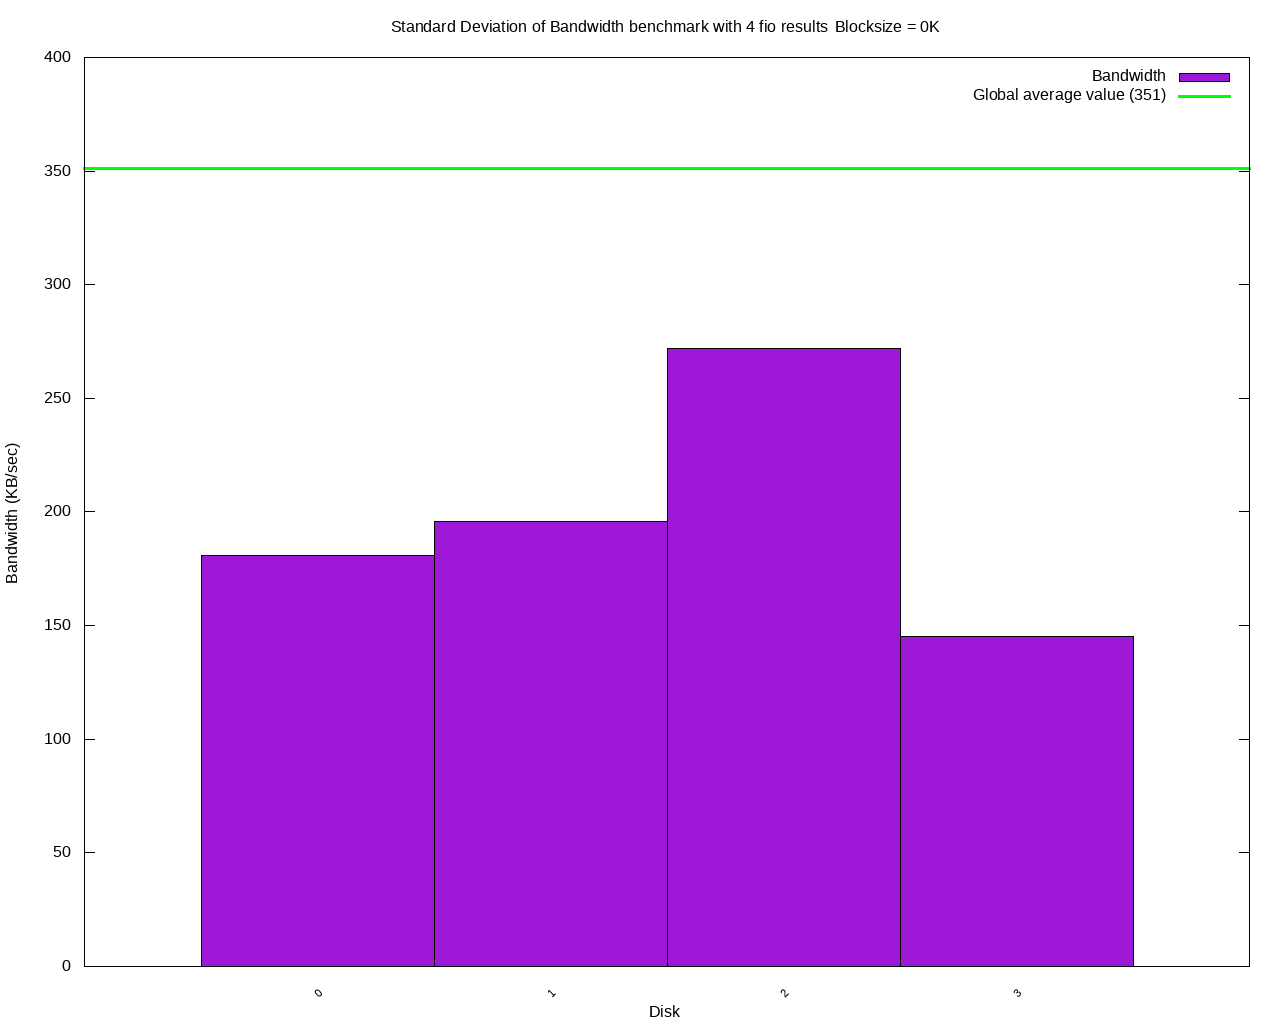 Standard Deviation of Bandwidth benchmark with 4 fio results Blocksize = 0K
Bandwidth
Global average value (351)
400
350
300
250
200
150
100
50
0
Bandwidth (KB/sec)
0
1
2
3
Disk